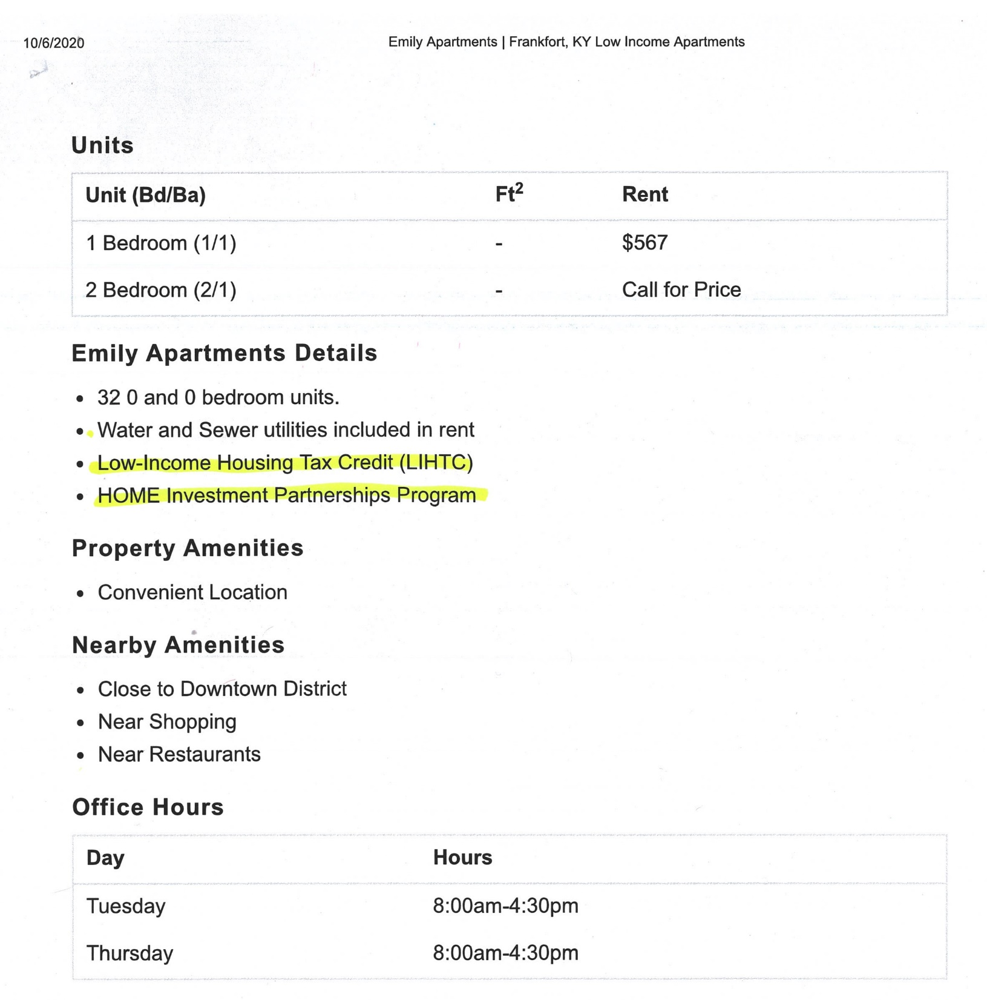 10/6/2020 Emily Apartments | Frankfort, KY Low Income Apartments
Units
Unit (Bd/Ba) Ft² Rent
1 Bedroom (1/1) - $567
2 Bedroom (2/1) - Call for Price
Emily Apartments Details
• 32 0 and 0 bedroom units.
• Water and Sewer utilities included in rent
• Low-Income Housing Tax Credit (LIHTC)
• HOME Investment Partnerships Program
Property Amenities
• Convenient Location
Nearby Amenities
• Close to Downtown District
• Near Shopping
• Near Restaurants
Office Hours
Day Hours
Tuesday 8:00am-4:30pm
Thursday 8:00am-4:30pm